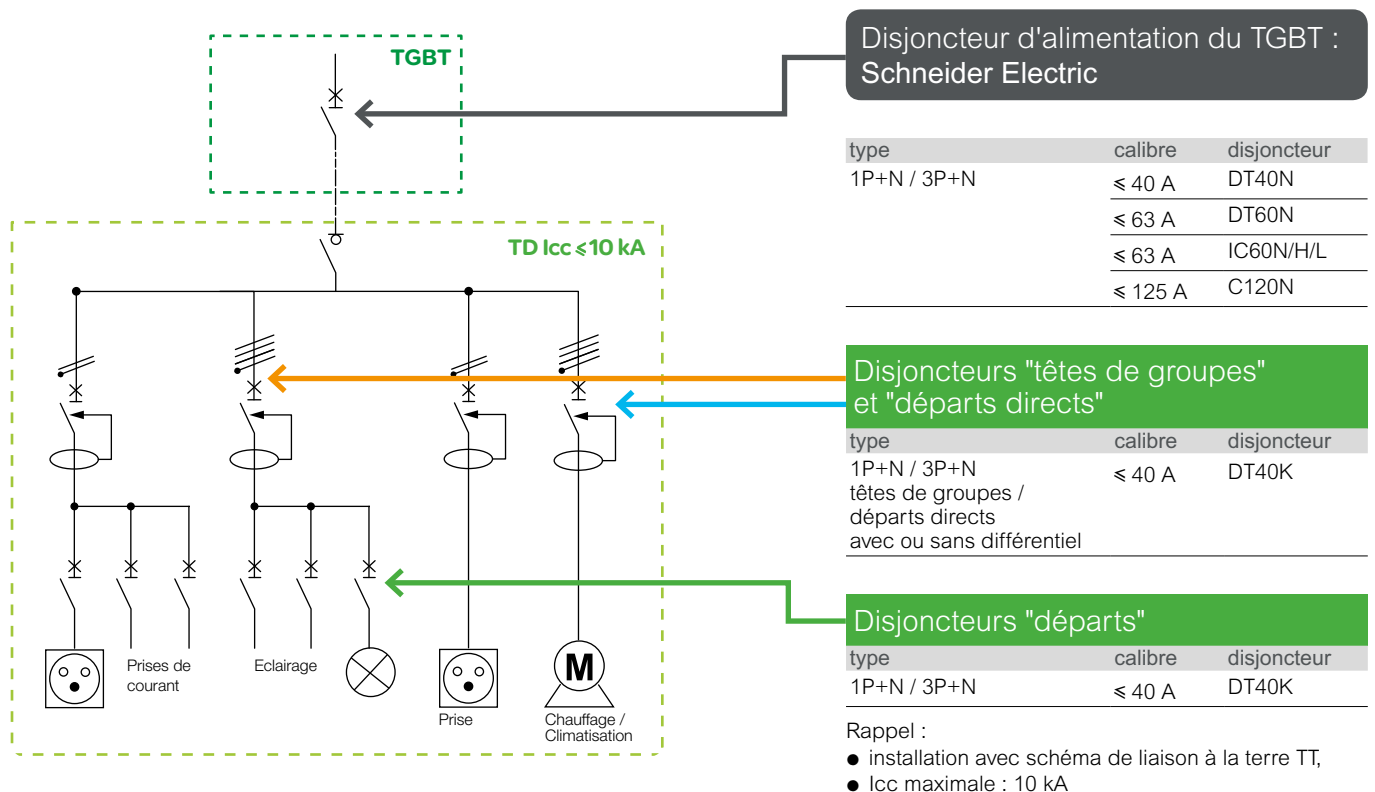 TGBT
Disjoncteur d'alimentation du TGBT :
Schneider Electric
type calibre disjoncteur
1P+N / 3P+N ⩽ 40 A DT40N
⩽ 63 A DT60N
⩽ 63 A IC60N/H/L
⩽ 125 A C120N
TD Icc ⩽10 kA
Disjoncteurs "têtes de groupes"
et "départs directs"
type calibre disjoncteur
1P+N / 3P+N ⩽ 40 A DT40K
têtes de groupes /
départs directs
avec ou sans différentiel
Disjoncteurs "départs"
type calibre disjoncteur
1P+N / 3P+N ⩽ 40 A DT40K
Rappel :
● installation avec schéma de liaison à la terre TT,
● Icc maximale : 10 kA
Prises de
courant
Eclairage
Prise
M
Chauffage /
Climatisation